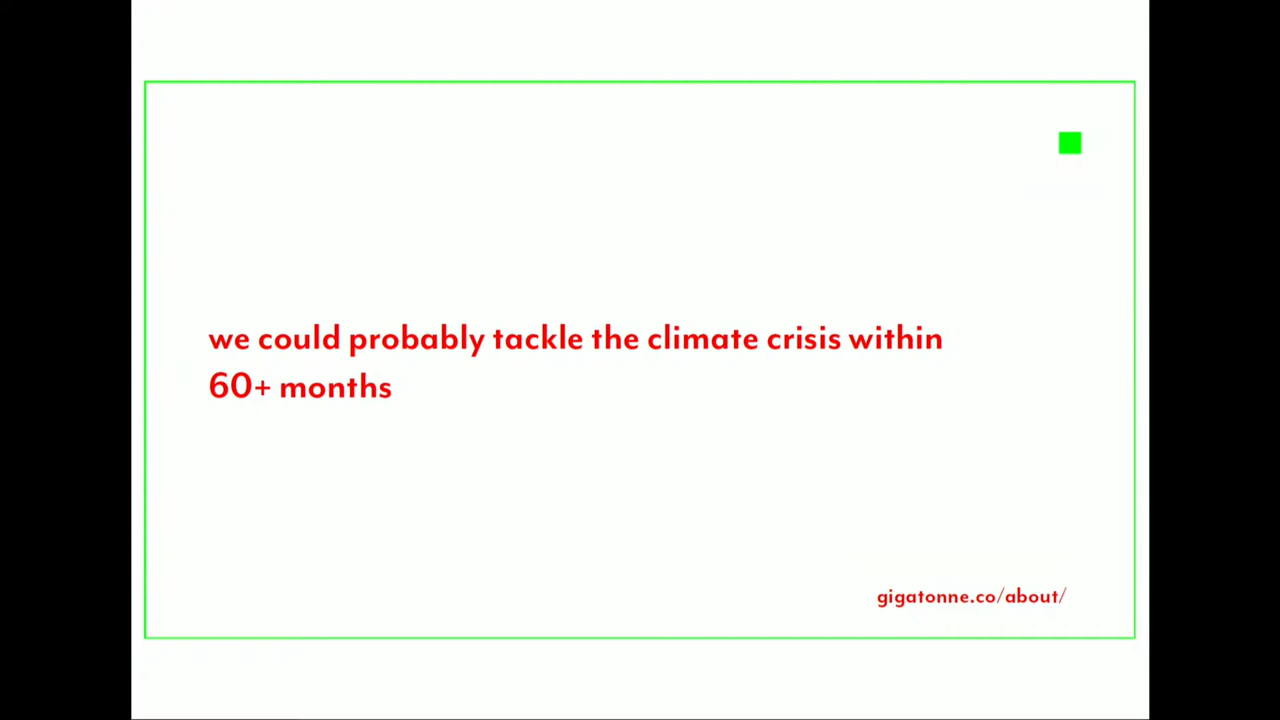 we could probably tackle the climate crisis within
60+ months
gigatonne.co/about/